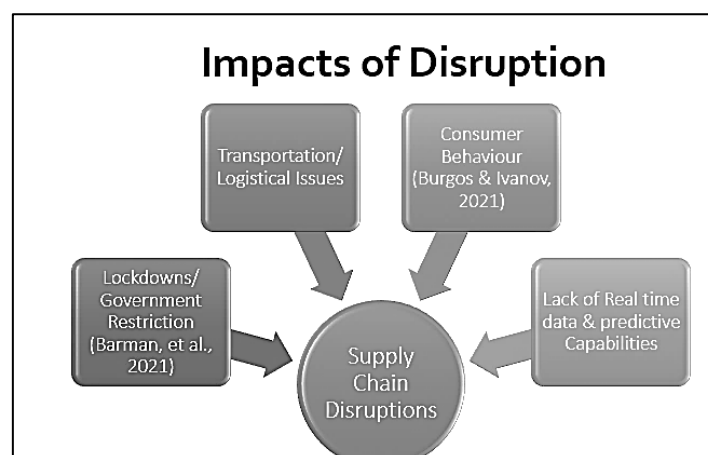 Impacts of Disruption
Transportation/
Logistical Issues
Consumer
Behaviour
(Burgos & Ivanov,
2021)
Lockdowns/
Government
Restriction
(Barman, et al.,
2021)
Lack of Real time
data & predictive
Capabilities
Supply
Chain
Disruptions